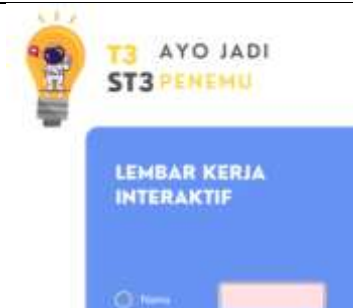 T3 AYO JADI
ST3 PENEMU
LEMBAR KERJA
INTERAKTIF
Nama